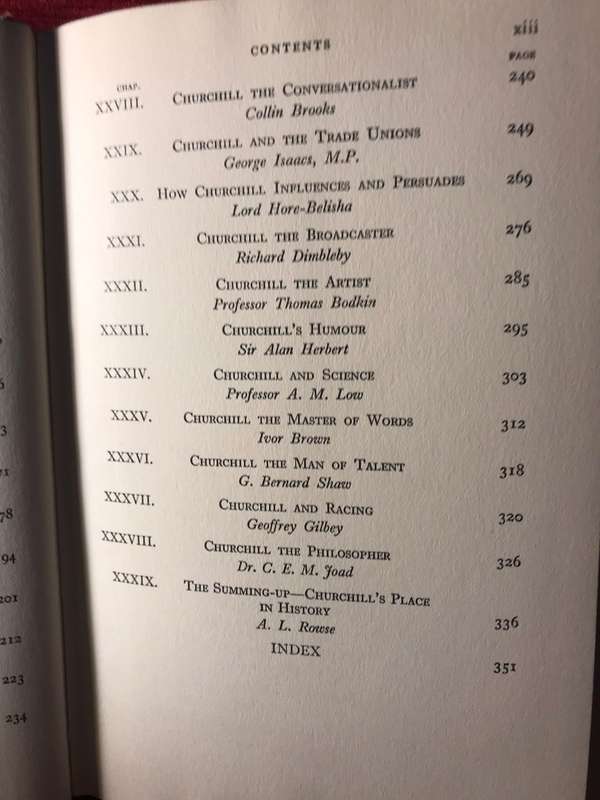 xiii
CONTENTS
CHAP. PAGE
XXVIII. CHURCHILL THE CONVERSATIONALIST 240
Collin Brooks
XXIX. CHURCHILL AND THE TRADE UNIONS 249
George Isaacs, M.P.
XXX. HOW CHURCHILL INFLUENCES AND PERSUADES 269
Lord Hore-Belisha
XXXI. CHURCHILL THE BROADCASTER 276
Richard Dimbleby
XXXII. CHURCHILL THE ARTIST 285
Professor Thomas Bodkin
XXXIII. CHURCHILL'S HUMOUR 295
Sir Alan Herbert
XXXIV. CHURCHILL AND SCIENCE 303
Professor A. M. Low
XXXV. CHURCHILL THE MASTER OF WORDS 312
Ivor Brown
XXXVI. CHURCHILL THE MAN OF TALENT 318
G. Bernard Shaw
XXXVII. CHURCHILL AND RACING 320
Geoffrey Gilbey
XXXVIII. CHURCHILL THE PHILOSOPHER 326
Dr. C. E. M. Joad
XXXIX. THE SUMMING-UP—CHURCHILL'S PLACE
IN HISTORY
A. L. Rowse 336
INDEX 351
78
94
201
212
223
234